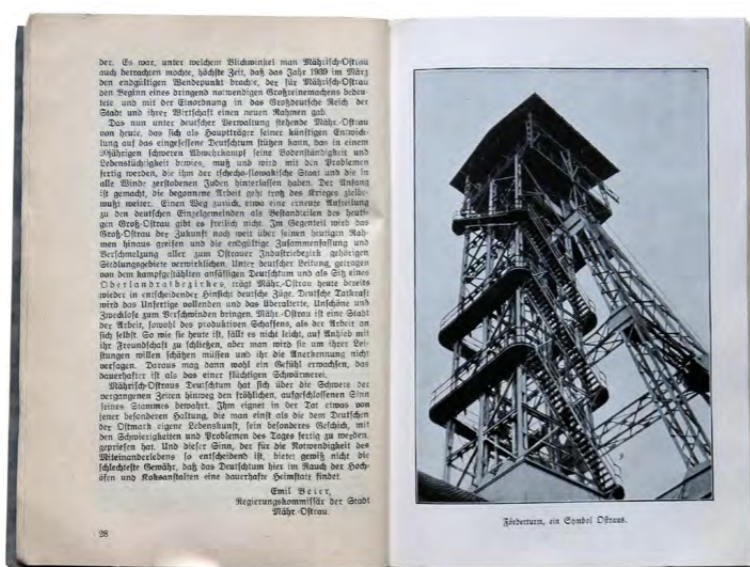 der. Es war, unter welchem Blickwinkel man Mährisch-Ostrau
auch betrachten mochte, höchste Zeit, daß das Jahr 1939 im März
den endgültigen Wendepunkt brachte, der für Mährisch-Ostrau
den Beginn eines dringend notwendigen Großreinemachens bedeu-
tete und mit der Einordnung in das Großdeutsche Reich der
Stadt und ihrer Wirtschaft einen neuen Rahmen gab.
Das nun unter deutscher Verwaltung stehende Mähr.-Ostrau
von heute, das sich als Hauptträger seiner künftigen Entwick-
lung auf das eingesessene Deutschtum stützen kann, das in einem
jährigen schweren Abwehrkampf seine Bodenständigkeit und
Lebenstüchtigkeit bewies, muß und wird mit den Problemen
fertig werden, die ihm der tschecho-slowakische Staat und die in
alle Winde zerstobenen Juden hinterlassen haben. Der Anfang
ist gemacht, die begonnene Arbeit geht trotz des Krieges zielbe-
wußt weiter. Einen Weg zurück, etwa eine erneute Aufteilung
zu den deutschen Einzelgemeinden als Bestandteilen des heuti-
gen Groß-Ostrau gibt es freilich nicht. Im Gegenteil wird das
Groß-Ostrau der Zukunft noch weit über seinen heutigen Rah-
men hinaus greifen und die endgültige Zusammenfassung und
Verschmelzung aller zum Ostrauer Industriebezirk gehörigen
Siedlungsgebiete verwirklichen. Unter deutscher Leitung, getragen
von dem kampfgestählten ansässigen Deutschtum und als Sitz eines
Oberlandratbezirkes, trägt Mähr.-Ostrau heute bereits
wieder in entscheidender Hinsicht deutsche Züge. Deutsche Tatkraft
wird das Unfertige vollenden und das Überalterte, Unschöne und
Zwecklose zum Verschwinden bringen. Mähr.-Ostrau ist eine Stadt
der Arbeit, sowohl des produktiven Schaffens, als der Arbeit an
sich selbst. So wie sie heute ist, fällt es nicht leicht, auf Anhieb mit
ihr Freundschaft zu schließen, aber man wird sie um ihrer Lei-
stungen willen schätzen müssen und ihr die Anerkennung nicht
versagen. Daraus mag dann wohl ein Gefühl erwachsen, das
dauerhafter ist als das einer flüchtigen Schwärmerei.
Mährisch-Ostraus Deutschtum hat sich über die Schwere der
vergangenen Zeiten hinweg den fröhlichen, aufgeschlossenen Sinn
seines Stammes bewahrt. Ihm eignet in der Tat etwas von
jener besonderen Haltung, die man einst als die dem Deutschen
der Ostmark eigene Lebenskunst, sein besonderes Geschick, mit
den Schwierigkeiten und Problemen des Tages fertig zu werden,
gepriesen hat. Und dieser Sinn, der für die Notwendigkeit des
Miteinanderlebens so entscheidend ist, bietet gewiß nicht die
schlechteste Gewähr, daß das Deutschtum hier im Rauch der Hoch-
öfen und Koksanstalten eine dauerhafte Heimstatt findet.
Emil Beier,
Regierungskommissär der Stadt
Mähr.-Ostrau.
28
Förderturm, ein Symbol Ostraus.